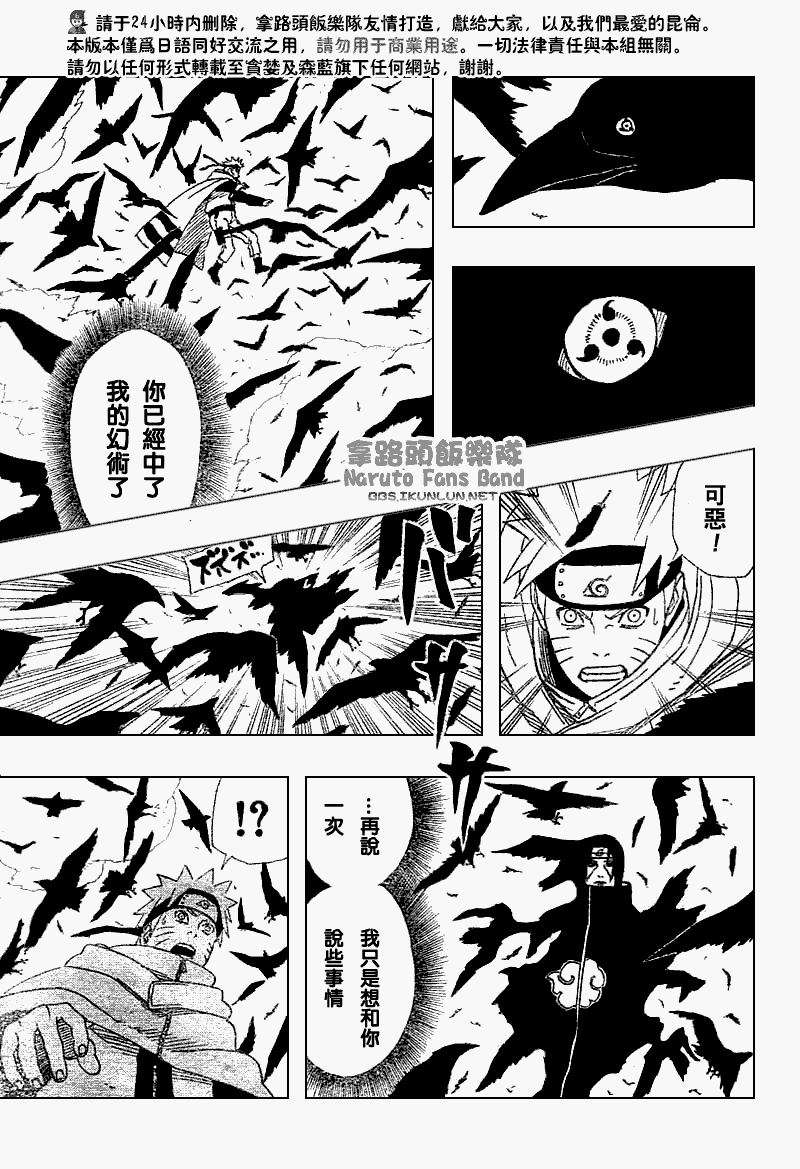 請于24小時内刪除，拿路頭飯樂隊友情打造，獻給大家，以及我們最愛的昆侖。
本版本僅爲日語同好交流之用，請勿用于商業用途。一切法律責任與本組無關。
請勿以任何形式轉載至貪婪及森藍旗下任何網站，謝謝。
你已經中了
我的幻術了
拿路頭飯樂隊
Naruto Fans Band
BBS.IKUNLUN.NET
可惡！
ズズズ…
バ
サ
サ
…再說
一次
我只是想和你
說些事情
!?